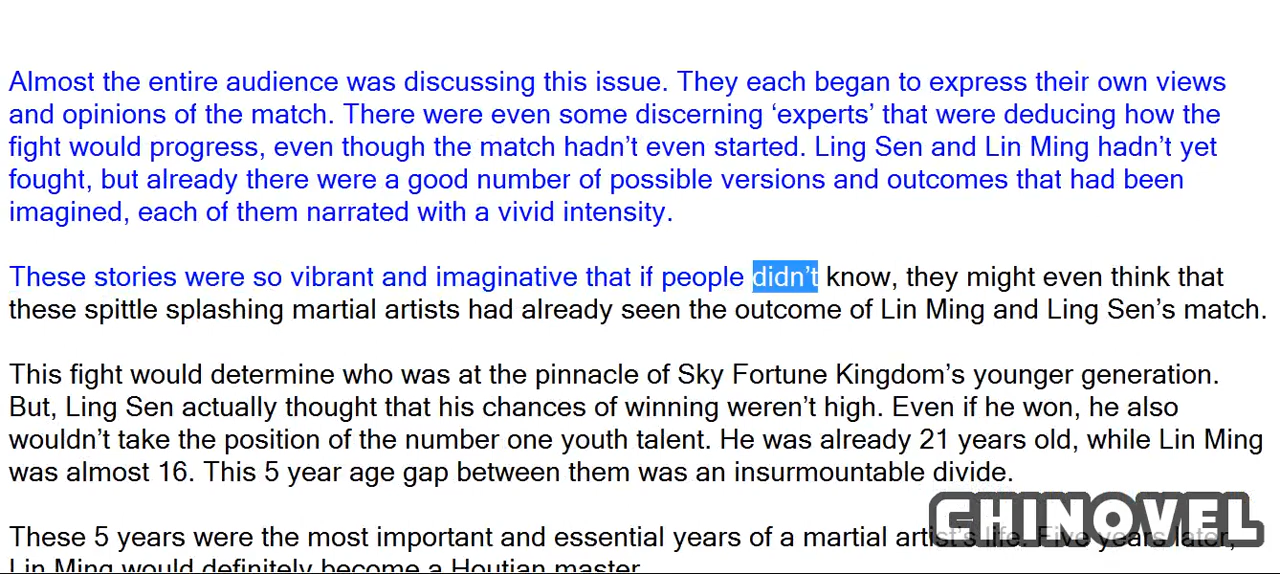 Almost the entire audience was discussing this issue. They each began to express their own views
and opinions of the match. There were even some discerning ‘experts’ that were deducing how the
fight would progress, even though the match hadn’t even started. Ling Sen and Lin Ming hadn’t yet
fought, but already there were a good number of possible versions and outcomes that had been
imagined, each of them narrated with a vivid intensity.
These stories were so vibrant and imaginative that if people didn’t know, they might even think that
these spittle splashing martial artists had already seen the outcome of Lin Ming and Ling Sen’s match.
This fight would determine who was at the pinnacle of Sky Fortune Kingdom’s younger generation.
But, Ling Sen actually thought that his chances of winning weren’t high. Even if he won, he also
wouldn’t take the position of the number one youth talent. He was already 21 years old, while Lin Ming
was almost 16. This 5 year age gap between them was an insurmountable divide.
These 5 years were the most important and essential years of a martial artist’s life. Five years later,
Lin Ming would definitely become a Houtian master.
CHINOVEL